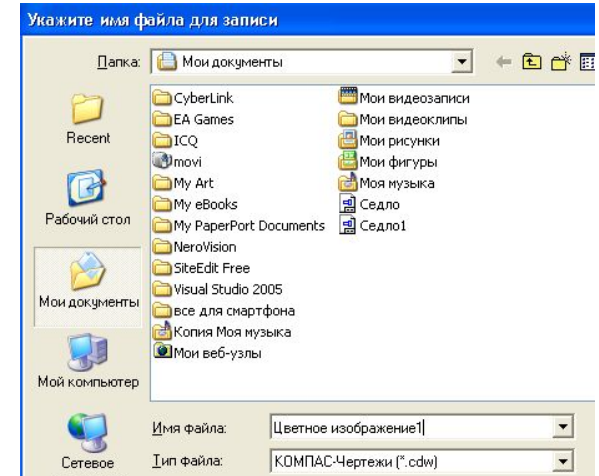 Укажите имя файла для записи
Папка: Мои документы
Recent
Рабочий стол
Мои документы
Мой компьютер
Сетевое
CyberLink
EA Games
ICQ
movi
My Art
My eBooks
My PaperPort Documents
NeroVision
SiteEdit Free
Visual Studio 2005
все для смартфона
Копия Моя музыка
Мои веб-узлы
Мои видеозаписи
Мои видеоклипы
Мои рисунки
Мои фигуры
Моя музыка
Седло
Седло1
Имя файла: Цветное изображение1
Тип файла: КОМПАС-Чертежи (*.cdw)